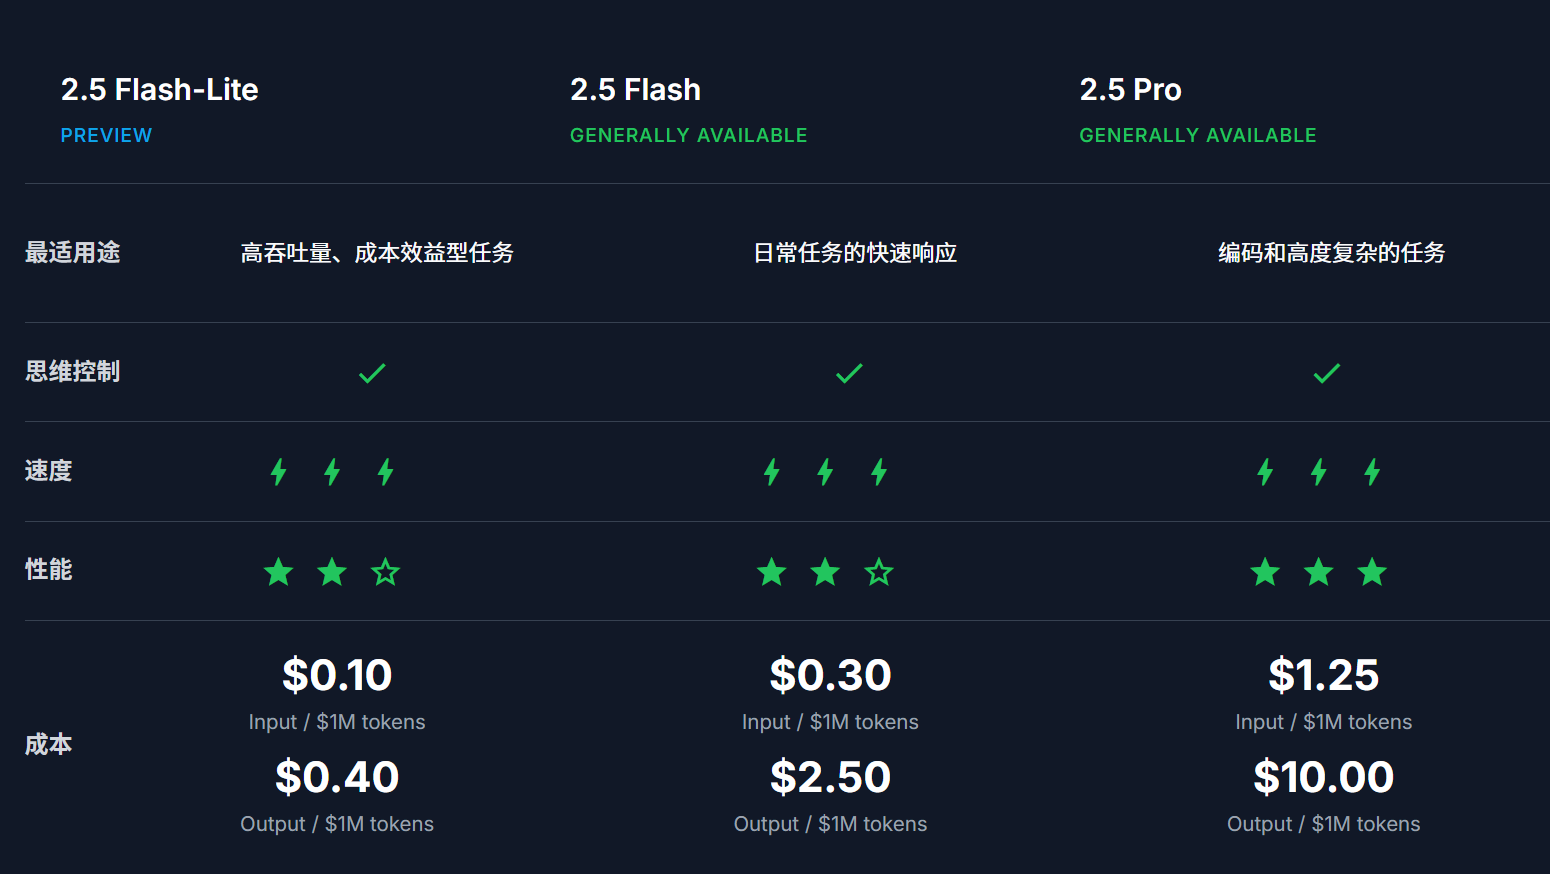 2.5 Flash-Lite
2.5 Flash
2.5 Pro
PREVIEW
GENERALLY AVAILABLE
GENERALLY AVAILABLE
最适用途
高吞吐量、成本效益型任务
日常任务的快速响应
编码和高度复杂的任务
思维控制
速度
性能
成本
$0.10
$0.30
$1.25
Input / $1M tokens
Input / $1M tokens
Input / $1M tokens
$0.40
$2.50
$10.00
Output / $1M tokens
Output / $1M tokens
Output / $1M tokens